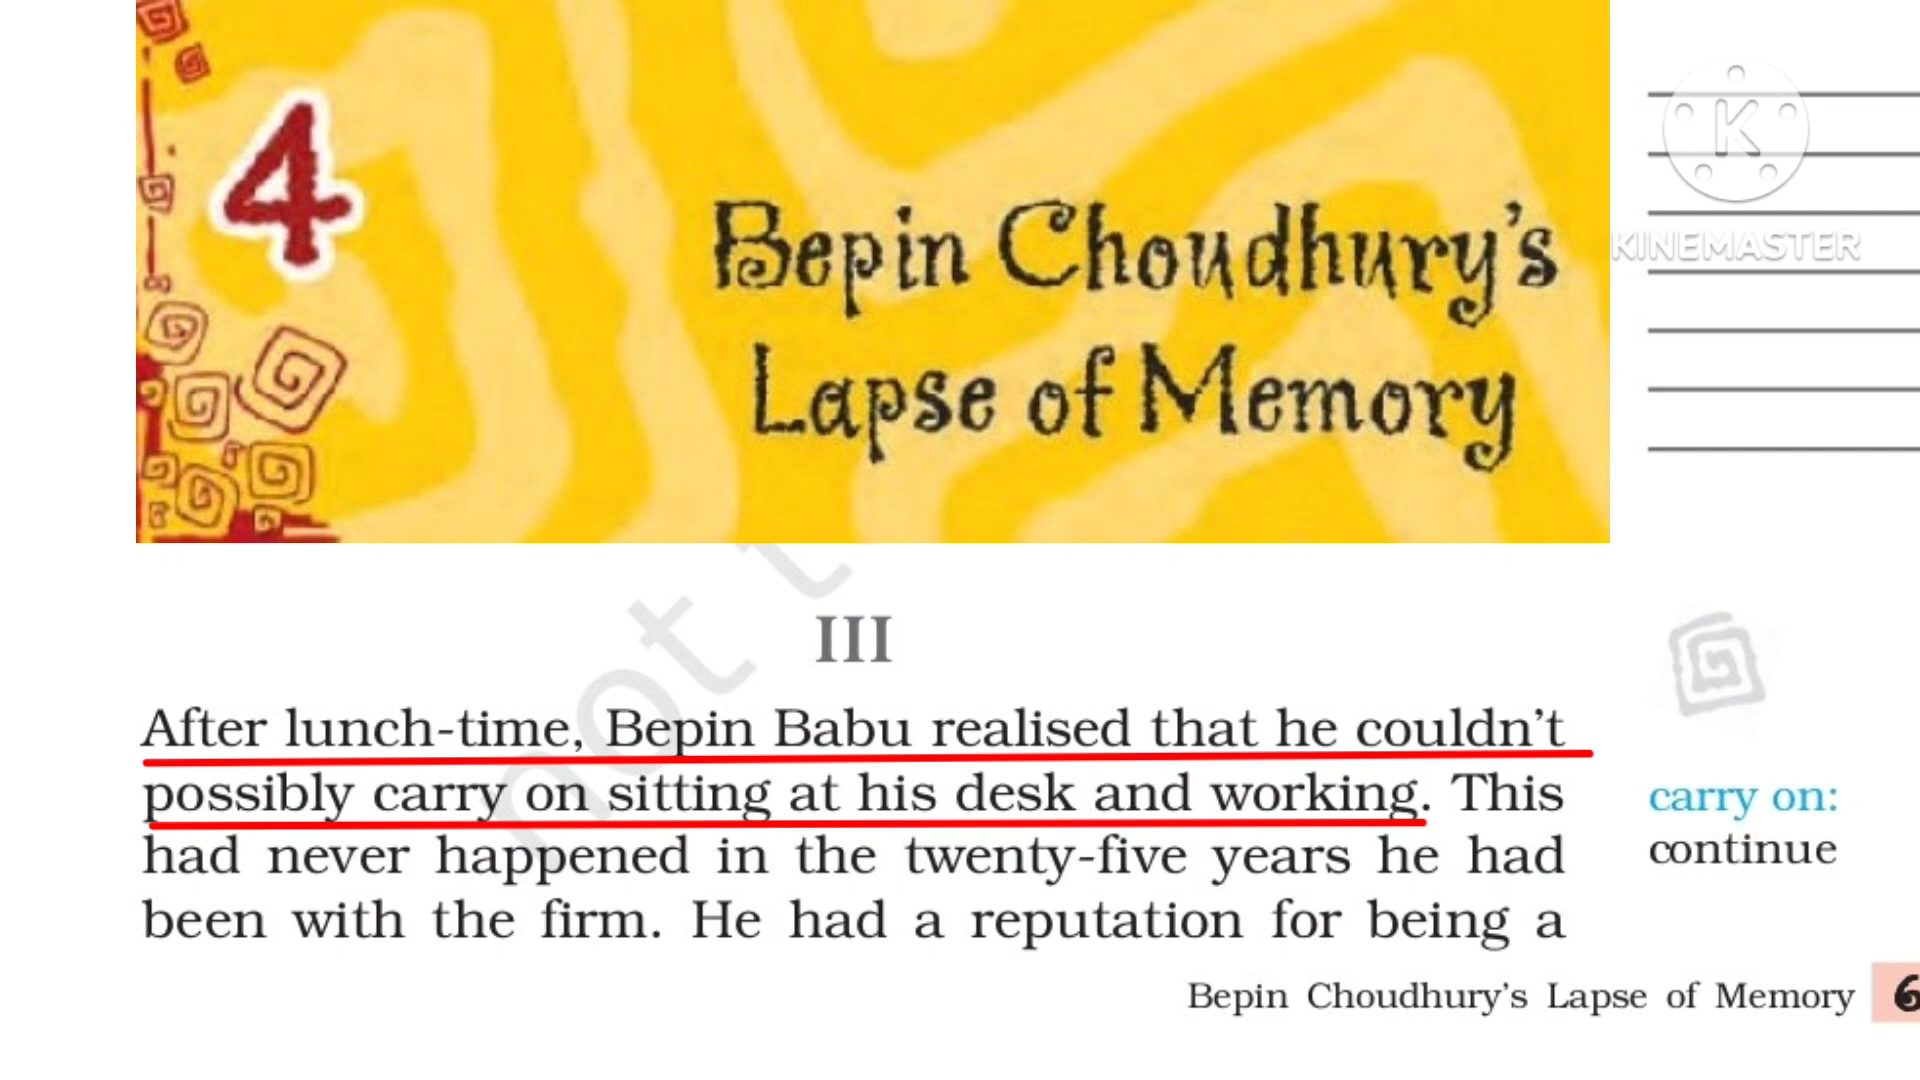 4
Bepin Choudhury's
Lapse of Memory
K
KINEMASTER
not
III
After lunch-time, Bepin Babu realised that he couldn't
possibly carry on sitting at his desk and working. This
had never happened in the twenty-five years he had
been with the firm. He had a reputation for being a
carry on:
continue
Bepin Choudhury's Lapse of Memory